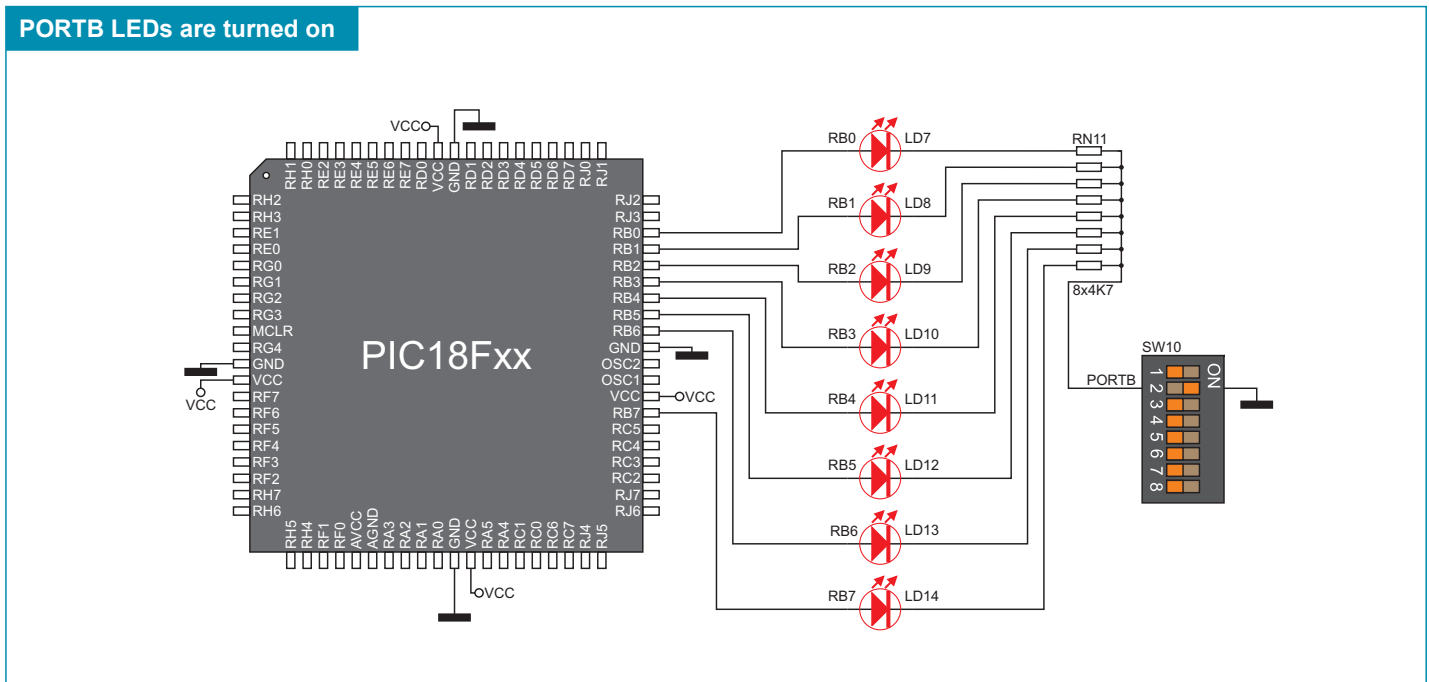 PORTB LEDs are turned on
VCC
RH1 RH0 RE2 RE3 RE4 RE5 RE6 RE7 RD0 VCC GND RD1 RD2 RD3 RD4 RD5 RD6 RD7 RJ0 RJ1
RH2
RH3
RE1
RE0
RG0
RG1
RG2
RG3
MCLR
RG4
GND
VCC
RF7
RF6
RF5
RF4
RF3
RF2
RH7
RH6
VCC
PIC18Fxx
RJ2
RJ3
RB0
RB1
RB2
RB3
RB4
RB5
RB6
GND
OSC2
OSC1
VCC
RB7
RC5
RC4
RC3
RC2
RJ7
RJ6
VCC
RH5 RH4 RF1 RF0 AVCC AGND RA3 RA2 RA1 RA0 GND VCC RA5 RA4 RC1 RC0 RC6 RC7 RJ4 RJ5
VCC
RB0 LD7
RB1 LD8
RB2 LD9
RB3 LD10
RB4 LD11
RB5 LD12
RB6 LD13
RB7 LD14
RN11
8x4K7
SW10
PORTB
1 2 3 4 5 6 7 8
ON